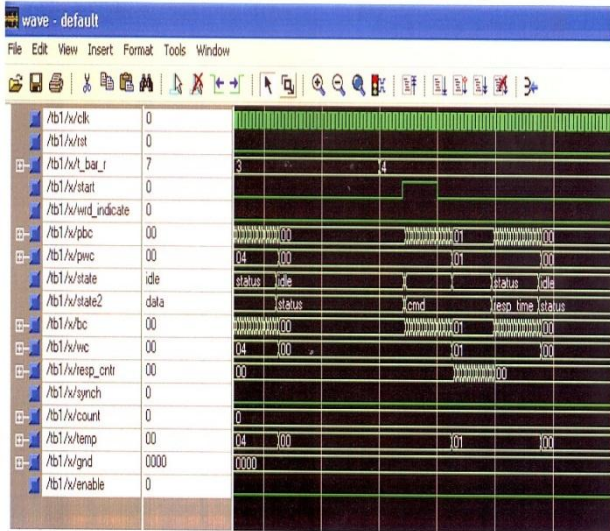 wave - default
File Edit View Insert Format Tools Window
/tb1/x/clk 0
/tb1/x/rst 0
/tb1/x/t_bar_r 7 3 4
/tb1/x/start 0
/tb1/x/wrd_indicate 0
/tb1/x/pbc 00 00 01 00
/tb1/x/pwc 00 04 00 01 00
/tb1/x/state idle status idle status idle
/tb1/x/state2 data status cmd resp_time status
/tb1/x/bc 00 00 01 00
/tb1/x/wc 00 04 00 01 00
/tb1/x/resp_cntr 00 00 00
/tb1/x/synch 0
/tb1/x/count 0 0
/tb1/x/temp 00 04 00 01 00
/tb1/x/gnd 0000 0000
/tb1/x/enable 0